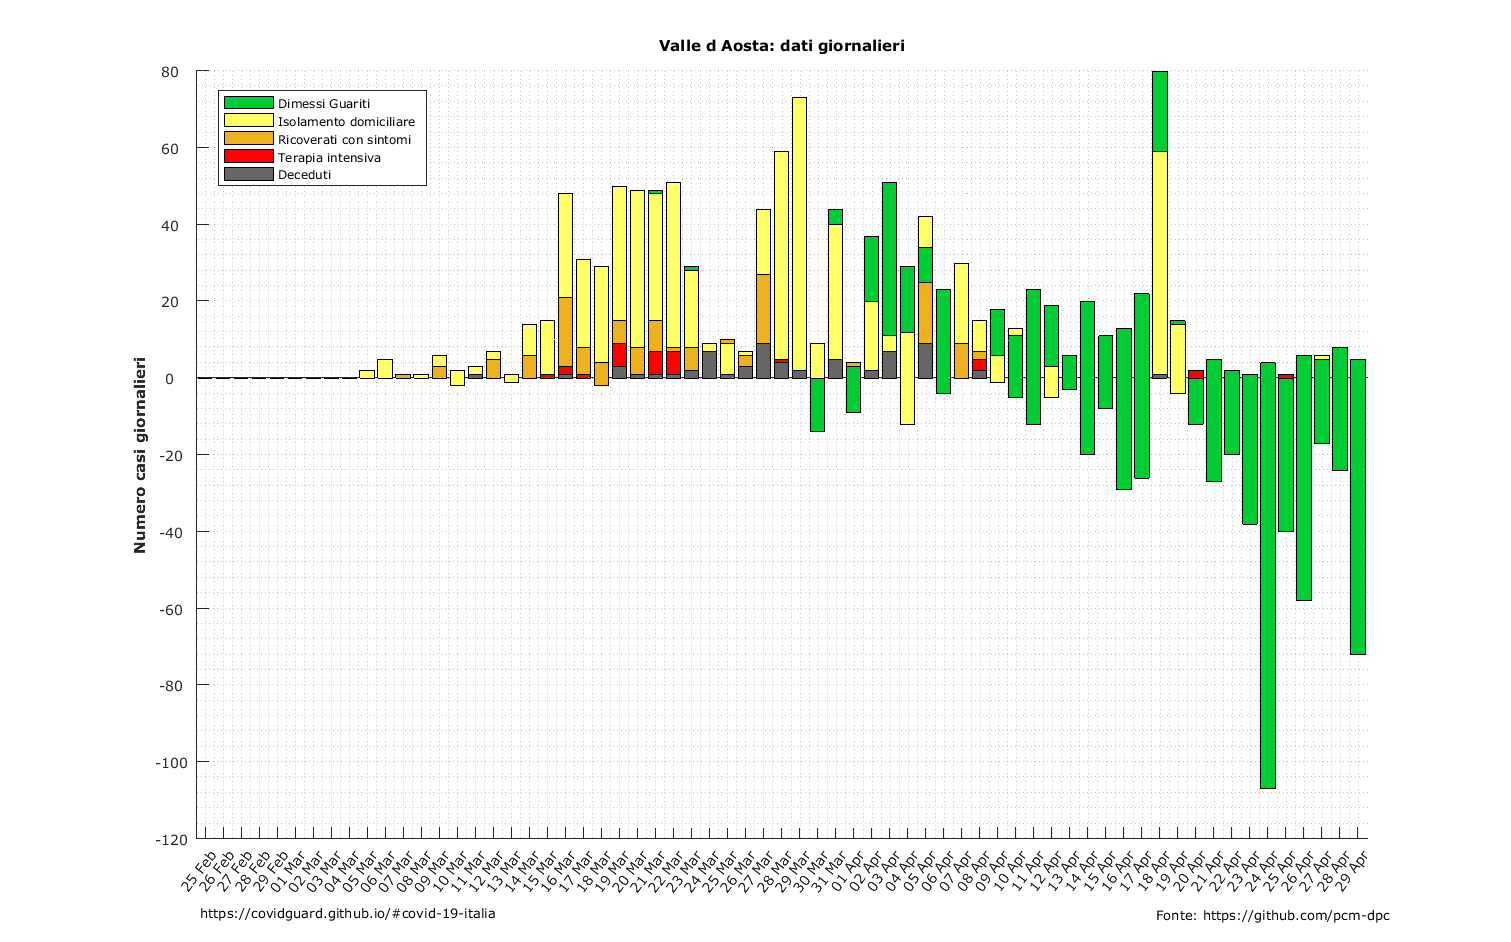 Valle d Aosta: dati giornalieri
Dimessi Guariti
Isolamento domiciliare
Ricoverati con sintomi
Terapia intensiva
Deceduti
Numero casi giornalieri
80
60
40
20
0
-20
-40
-60
-80
-100
-120
25 Feb
26 Feb
27 Feb
28 Feb
29 Feb
01 Mar
02 Mar
03 Mar
04 Mar
05 Mar
06 Mar
07 Mar
08 Mar
09 Mar
10 Mar
11 Mar
12 Mar
13 Mar
14 Mar
15 Mar
16 Mar
17 Mar
18 Mar
19 Mar
20 Mar
21 Mar
22 Mar
23 Mar
24 Mar
25 Mar
26 Mar
27 Mar
28 Mar
29 Mar
30 Mar
31 Mar
01 Apr
02 Apr
03 Apr
04 Apr
05 Apr
06 Apr
07 Apr
08 Apr
09 Apr
10 Apr
11 Apr
12 Apr
13 Apr
14 Apr
15 Apr
16 Apr
17 Apr
18 Apr
19 Apr
20 Apr
21 Apr
22 Apr
23 Apr
24 Apr
25 Apr
26 Apr
27 Apr
28 Apr
29 Apr
https://covidguard.github.io/#covid-19-italia
Fonte: https://github.com/pcm-dpc